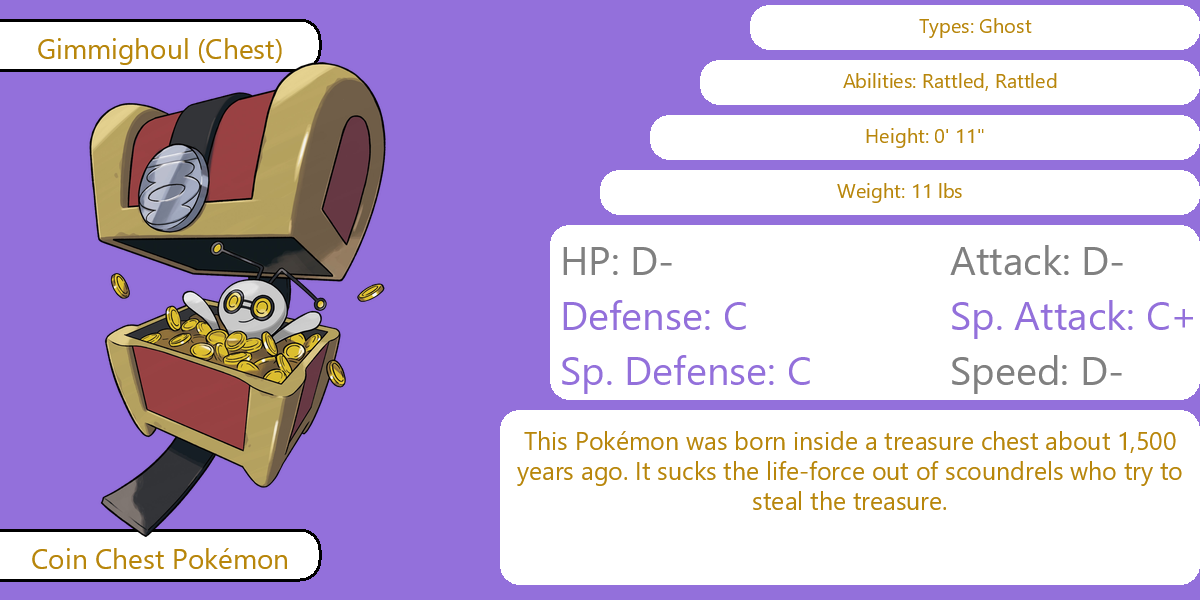 Gimmighoul (Chest)
Types: Ghost
Abilities: Rattled, Rattled
Height: 0' 11"
Weight: 11 lbs
HP: D-
Attack: D-
Defense: C
Sp. Attack: C+
Sp. Defense: C
Speed: D-
This Pokémon was born inside a treasure chest about 1,500
years ago. It sucks the life-force out of scoundrels who try to
steal the treasure.
Coin Chest Pokémon